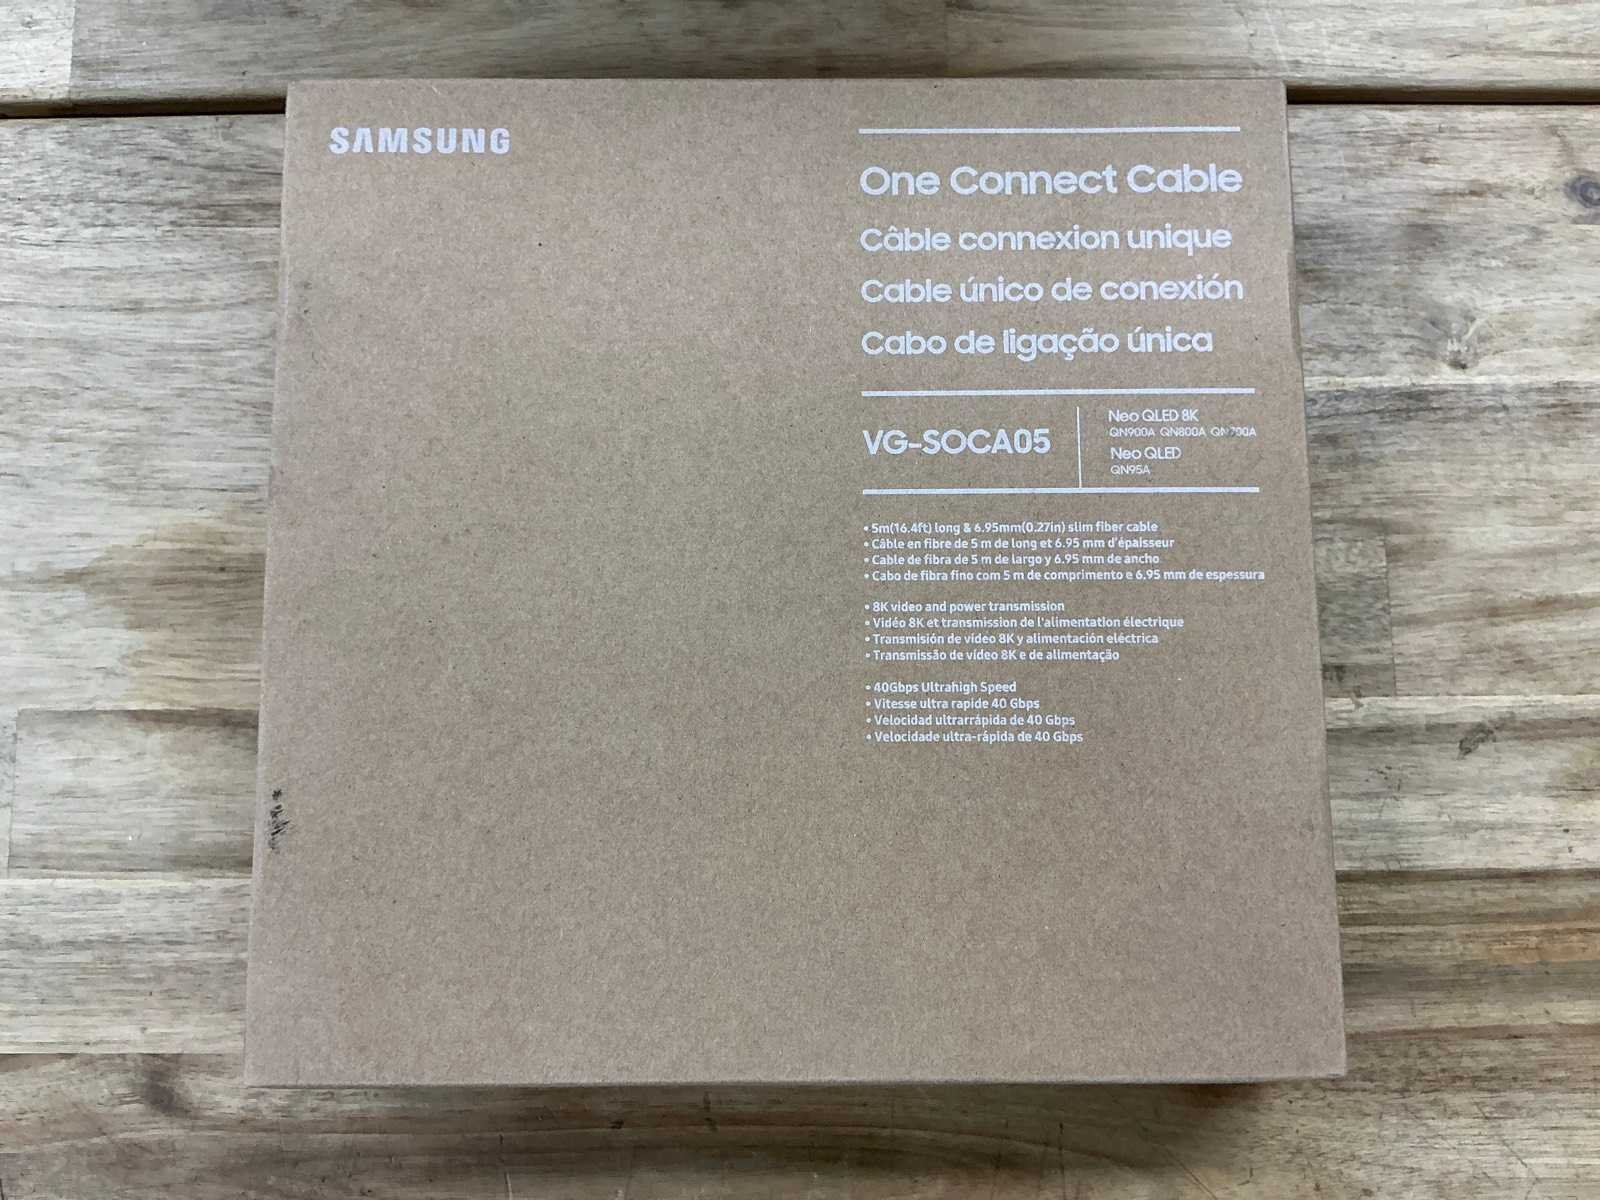 SAMSUNG
One Connect Cable
Câble connexion unique
Cable único de conexión
Cabo de ligação única
VG-SOCA05
Neo QLED 8K
QN900A QN800A QN700A
Neo QLED
QN95A
• 5m(16.4ft) long & 6.95mm(0.27in) slim fiber cable
• Câble en fibre de 5 m de long et 6.95 mm d'épaisseur
• Cable de fibra de 5 m de largo y 6.95 mm de ancho
• Cabo de fibra fino com 5 m de comprimento e 6.95 mm de espessura
• 8K video and power transmission
• Vidéo 8K et transmission de l'alimentation électrique
• Transmisión de vídeo 8K y alimentación eléctrica
• Transmissão de vídeo 8K e de alimentação
• 40Gbps Ultrahigh Speed
• Vitesse ultra rapide 40 Gbps
• Velocidad ultrarrápida de 40 Gbps
• Velocidade ultra-rápida de 40 Gbps